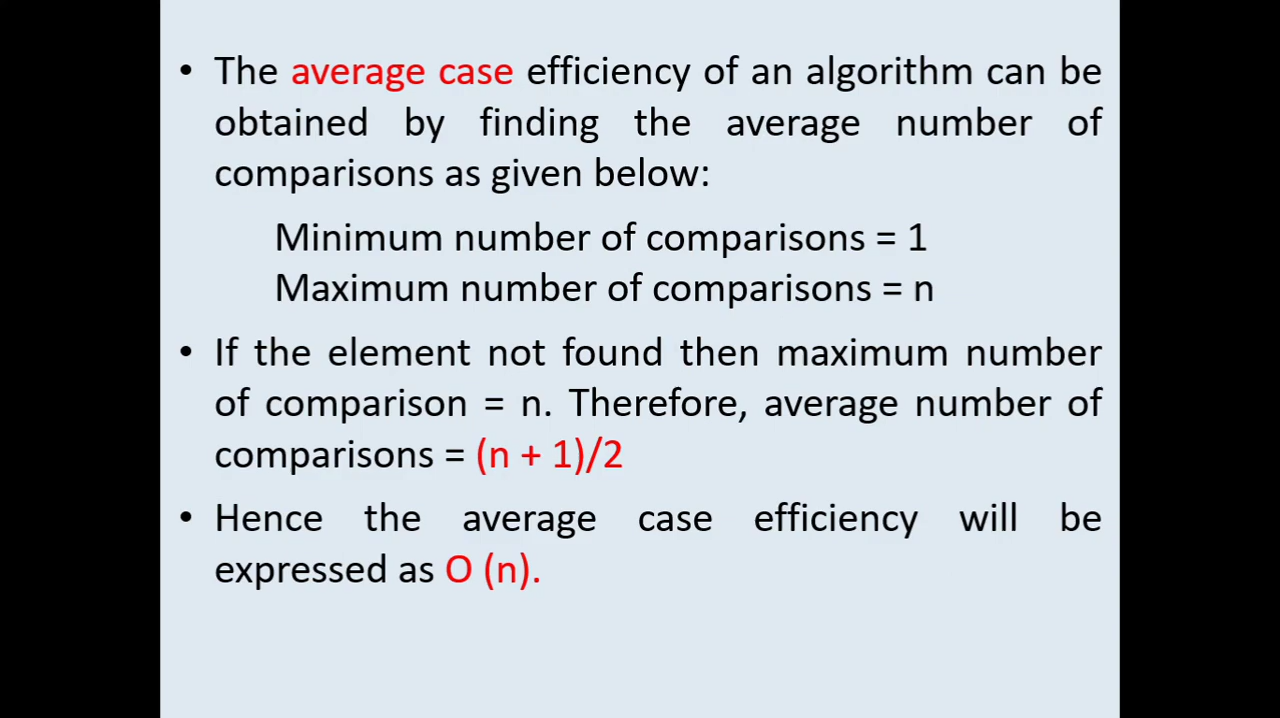 • The average case efficiency of an algorithm can be
obtained by finding the average number of
comparisons as given below:
Minimum number of comparisons = 1
Maximum number of comparisons = n
• If the element not found then maximum number
of comparison = n. Therefore, average number of
comparisons = (n + 1)/2
• Hence the average case efficiency will be
expressed as O (n).